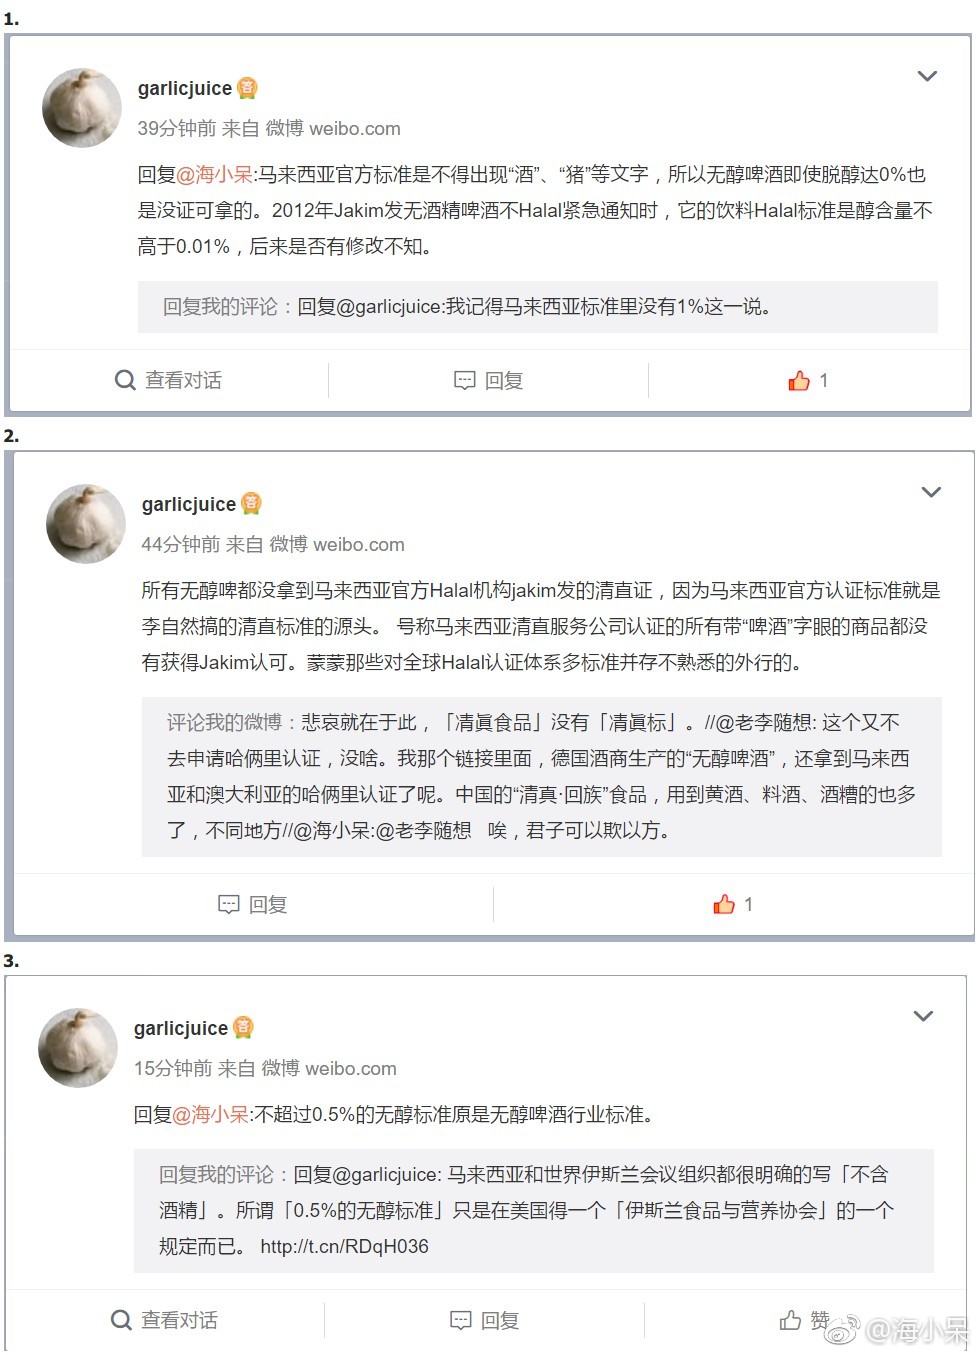 1.
garlicjuice 答
39分钟前 来自 微博 weibo.com
回复@海小呆:马来西亚官方标准是不得出现“酒”、“猪”等文字，所以无醇啤酒即使脱醇达0%也
是没证可拿的。2012年Jakim发无酒精啤酒不Halal紧急通知时，它的饮料Halal标准是醇含量不
高于0.01%，后来是否有修改不知。
回复我的评论：回复@garlicjuice:我记得马来西亚标准里没有1%这一说。
查看对话 回复 1
2.
garlicjuice 答
44分钟前 来自 微博 weibo.com
所有无醇啤都没拿到马来西亚官方Halal机构jakim发的清直证，因为马来西亚官方认证标准就是
李自然搞的清直标准的源头。 号称马来西亚清直服务公司认证的所有带“啤酒”字眼的商品都没
有获得Jakim认可。蒙蒙那些对全球Halal认证体系多标准并存不熟悉的外行的。
评论我的微博：悲哀就在于此，「凊眞食品」没有「凊眞标」。//@老李随想: 这个又不
去申请哈俩里认证，没啥。我那个链接里面，德国酒商生产的“无醇啤酒”，还拿到马来西
亚和澳大利亚的哈俩里认证了呢。中国的“清真·回族”食品，用到黄酒、料酒、酒糟的也多
了，不同地方//@海小呆:@老李随想 唉，君子可以欺以方。
回复 1
3.
garlicjuice 答
15分钟前 来自 微博 weibo.com
回复@海小呆:不超过0.5%的无醇标准原是无醇啤酒行业标准。
回复我的评论：回复@garlicjuice: 马来西亚和世界伊斯兰会议组织都很明确的写「不含
酒精」。所谓「0.5%的无醇标准」只是在美国得一个「伊斯兰食品与营养协会」的一个
规定而已。 http://t.cn/RDqH036
查看对话 回复 赞
@海小呆